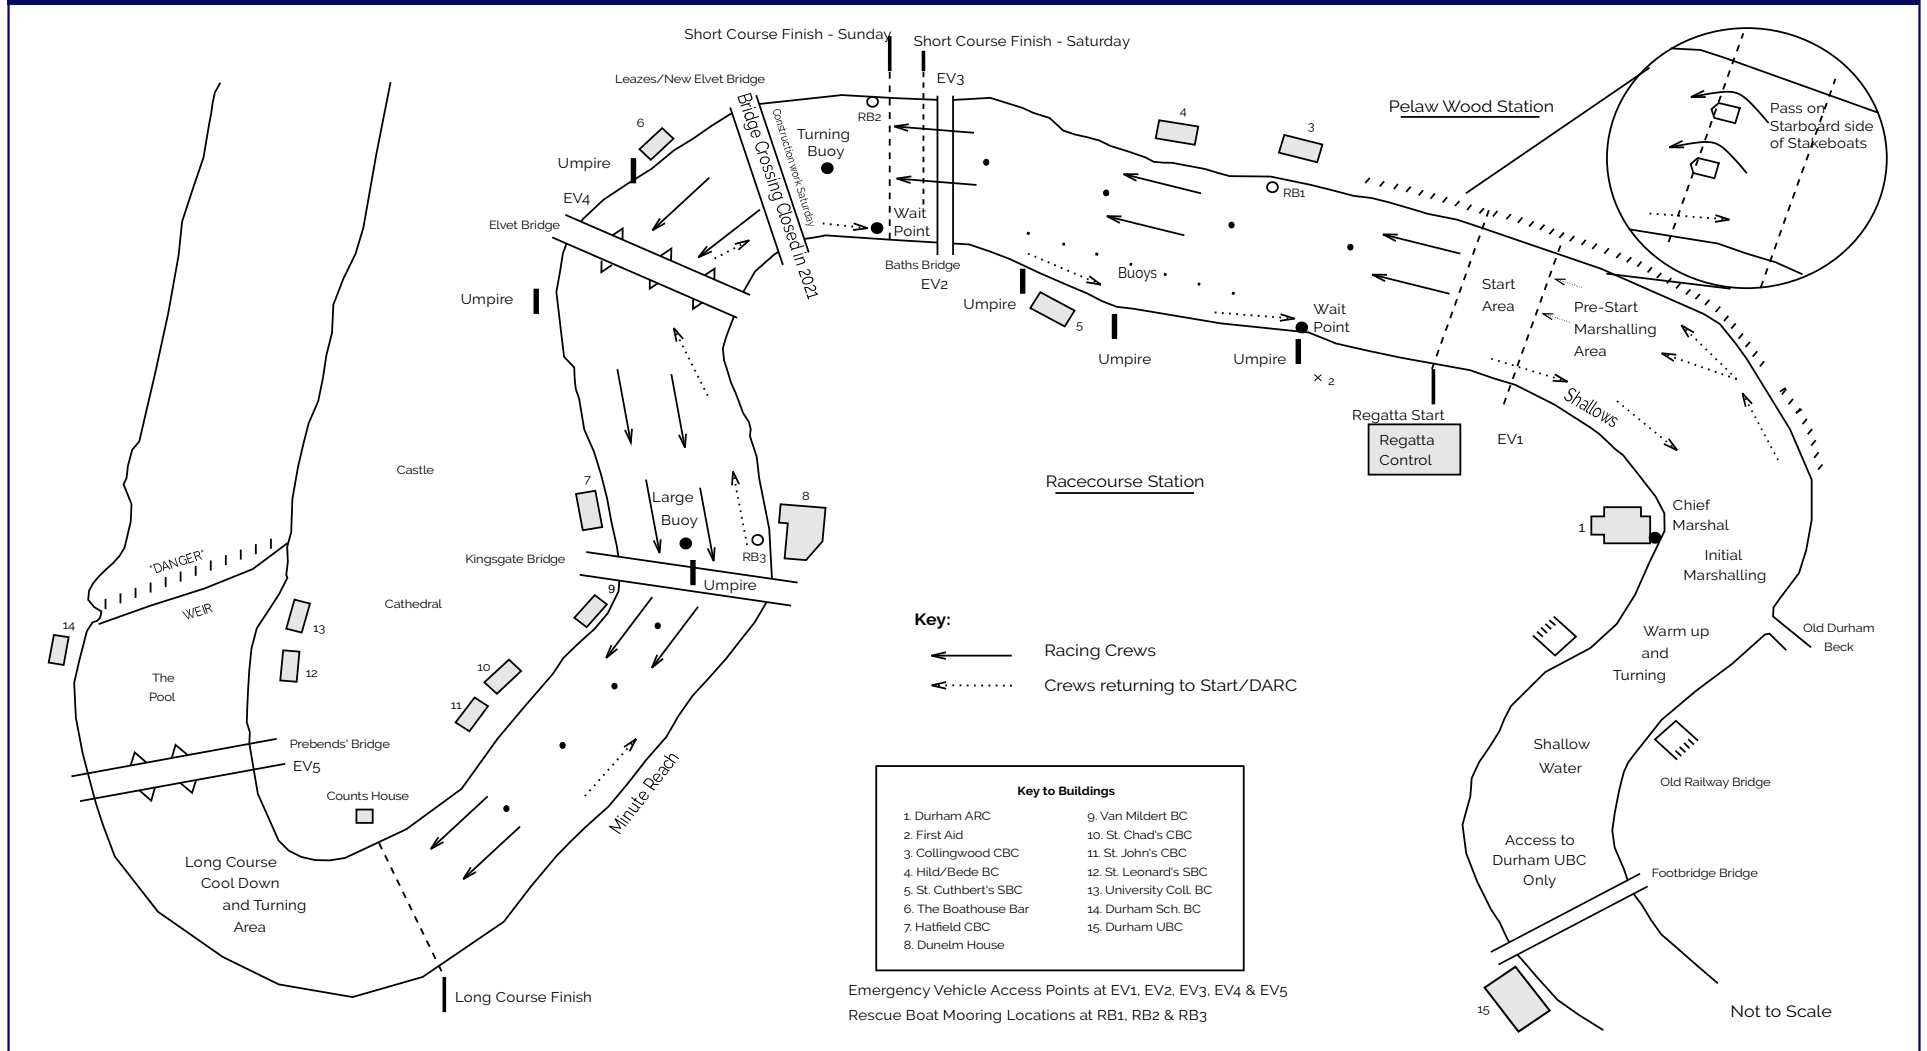 Short Course Finish - Sunday
Short Course Finish - Saturday
Leazes/New Elvet Bridge
EV3
Bridge Crossing Closed in 2021
Construction work Saturday
RB2
Turning
Buoy
6
Umpire
EV4
Elvet Bridge
Umpire
Wait
Point
Baths Bridge
EV2
Umpire
5
Buoys
Umpire
4
3
RB1
Pelaw Wood Station
Pass on
Starboard side
of Stakeboats
Start
Area
Pre-Start
Marshalling
Area
Wait
Point
Umpire
× 2
Regatta Start
Regatta
Control
EV1
Shallows
Racecourse Station
Castle
7
Large
Buoy
8
RB3
Kingsgate Bridge
Umpire
Cathedral
9
1
Chief
Marshal
Initial
Marshalling
Warm up
and
Turning
Old Durham
Beck
Shallow
Water
Old Railway Bridge
Access to
Durham UBC
Only
Footbridge Bridge
15
Not to Scale
"DANGER"
WEIR
14
13
12
The
Pool
10
11
Prebends' Bridge
EV5
Counts House
Minute Reach
Long Course
Cool Down
and Turning
Area
Long Course Finish
Key:
Racing Crews
Crews returning to Start/DARC
Key to Buildings
1. Durham ARC
2. First Aid
3. Collingwood CBC
4. Hild/Bede BC
5. St. Cuthbert's SBC
6. The Boathouse Bar
7. Hatfield CBC
8. Dunelm House
9. Van Mildert BC
10. St. Chad's CBC
11. St. John's CBC
12. St. Leonard's SBC
13. University Coll. BC
14. Durham Sch. BC
15. Durham UBC
Emergency Vehicle Access Points at EV1, EV2, EV3, EV4 & EV5
Rescue Boat Mooring Locations at RB1, RB2 & RB3